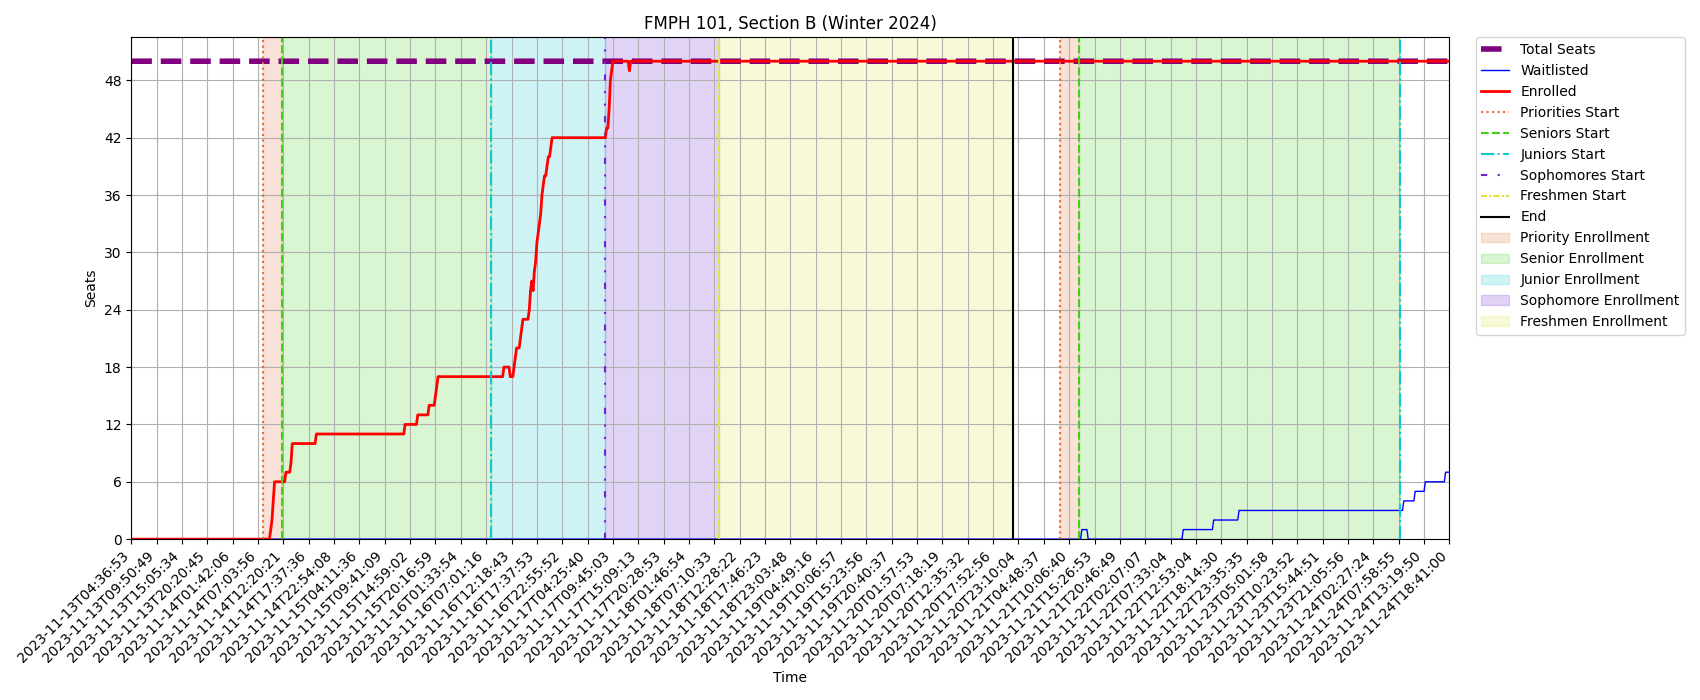 FMPH 101, Section B (Winter 2024)
Seats
48
42
36
30
24
18
12
6
0
2023-11-13T04:36:53
2023-11-13T09:50:49
2023-11-13T15:05:34
2023-11-13T20:20:45
2023-11-14T01:42:06
2023-11-14T07:03:56
2023-11-14T12:20:21
2023-11-14T17:37:36
2023-11-14T22:54:08
2023-11-15T04:11:36
2023-11-15T09:41:09
2023-11-15T14:59:02
2023-11-15T20:16:59
2023-11-16T01:33:54
2023-11-16T07:01:16
2023-11-16T12:18:43
2023-11-16T17:37:53
2023-11-16T22:55:52
2023-11-17T04:25:40
2023-11-17T09:45:03
2023-11-17T15:09:13
2023-11-17T20:28:53
2023-11-18T01:46:54
2023-11-18T07:10:33
2023-11-18T12:28:22
2023-11-18T17:46:23
2023-11-18T23:03:48
2023-11-19T04:49:16
2023-11-19T10:06:57
2023-11-19T15:23:56
2023-11-19T20:40:37
2023-11-20T01:57:53
2023-11-20T07:18:19
2023-11-20T12:35:32
2023-11-20T17:52:56
2023-11-20T23:10:04
2023-11-21T04:48:37
2023-11-21T10:06:40
2023-11-21T15:26:53
2023-11-21T20:46:49
2023-11-22T02:07:07
2023-11-22T07:33:04
2023-11-22T12:53:04
2023-11-22T18:14:30
2023-11-22T23:35:35
2023-11-23T05:01:58
2023-11-23T10:23:52
2023-11-23T15:44:51
2023-11-23T21:05:56
2023-11-24T02:27:24
2023-11-24T07:58:55
2023-11-24T13:19:50
2023-11-24T18:41:00
Time
Total Seats
Waitlisted
Enrolled
Priorities Start
Seniors Start
Juniors Start
Sophomores Start
Freshmen Start
End
Priority Enrollment
Senior Enrollment
Junior Enrollment
Sophomore Enrollment
Freshmen Enrollment